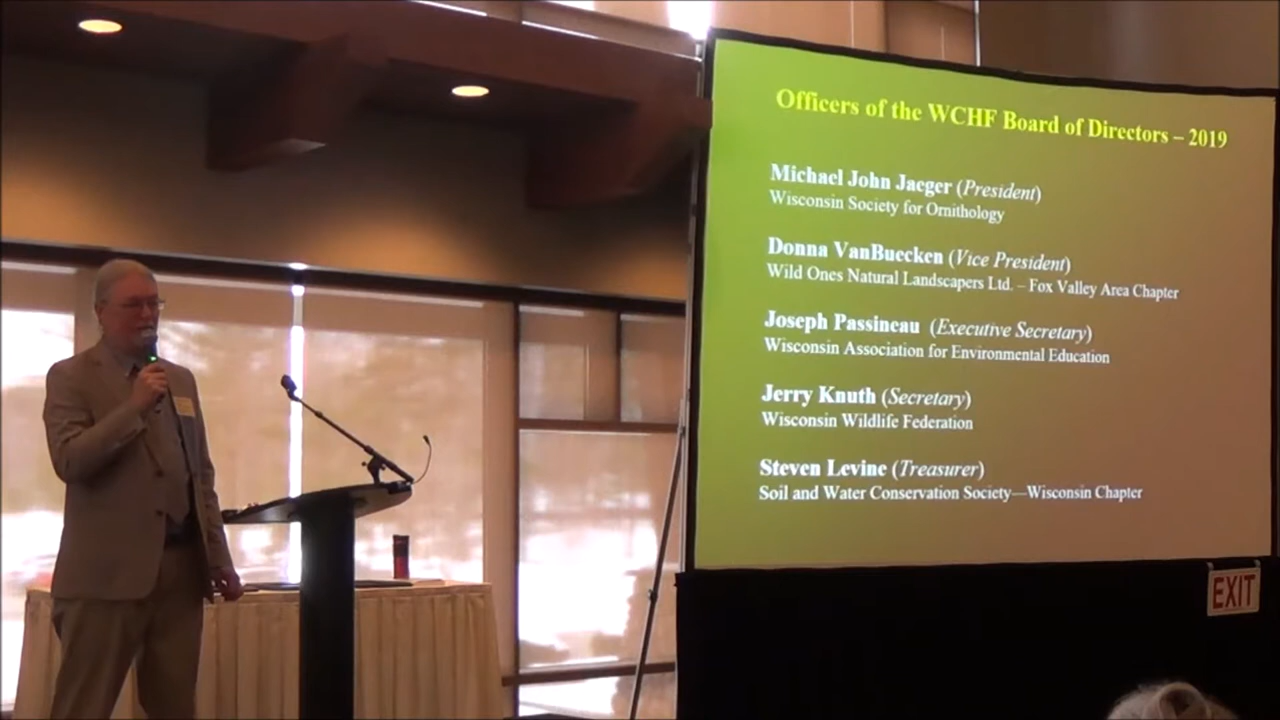 Officers of the WCHF Board of Directors – 2019
Michael John Jaeger (President)
Wisconsin Society for Ornithology
Donna VanBuecken (Vice President)
Wild Ones Natural Landscapers Ltd. – Fox Valley Area Chapter
Joseph Passineau (Executive Secretary)
Wisconsin Association for Environmental Education
Jerry Knuth (Secretary)
Wisconsin Wildlife Federation
Steven Levine (Treasurer)
Soil and Water Conservation Society—Wisconsin Chapter
EXIT